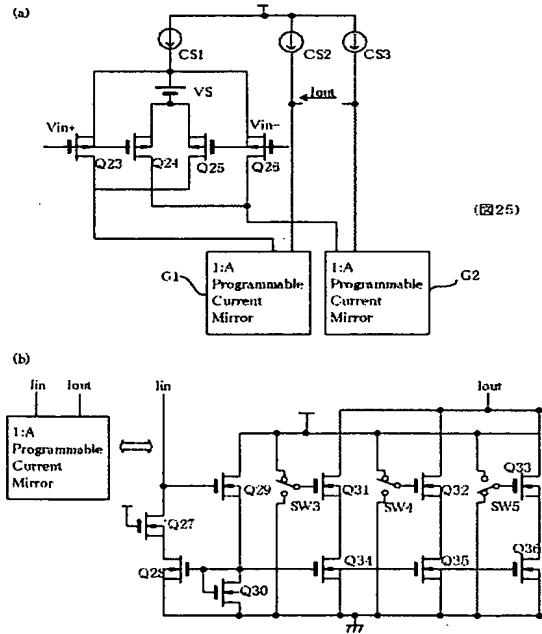 (a)
CS1
CS2
CS3
VS
Iout
Vin+
Vin−
Q23
Q24
Q25
Q26
(図25)
G1
1:A
Programmable
Current
Mirror
1:A
Programmable
Current
Mirror
G2
(b)
Iin
Iout
Iin
Iout
1:A
Programmable
Current
Mirror
Q29
SW3
Q31
SW4
Q32
SW5
Q33
Q27
Q28
Q30
Q34
Q35
Q36